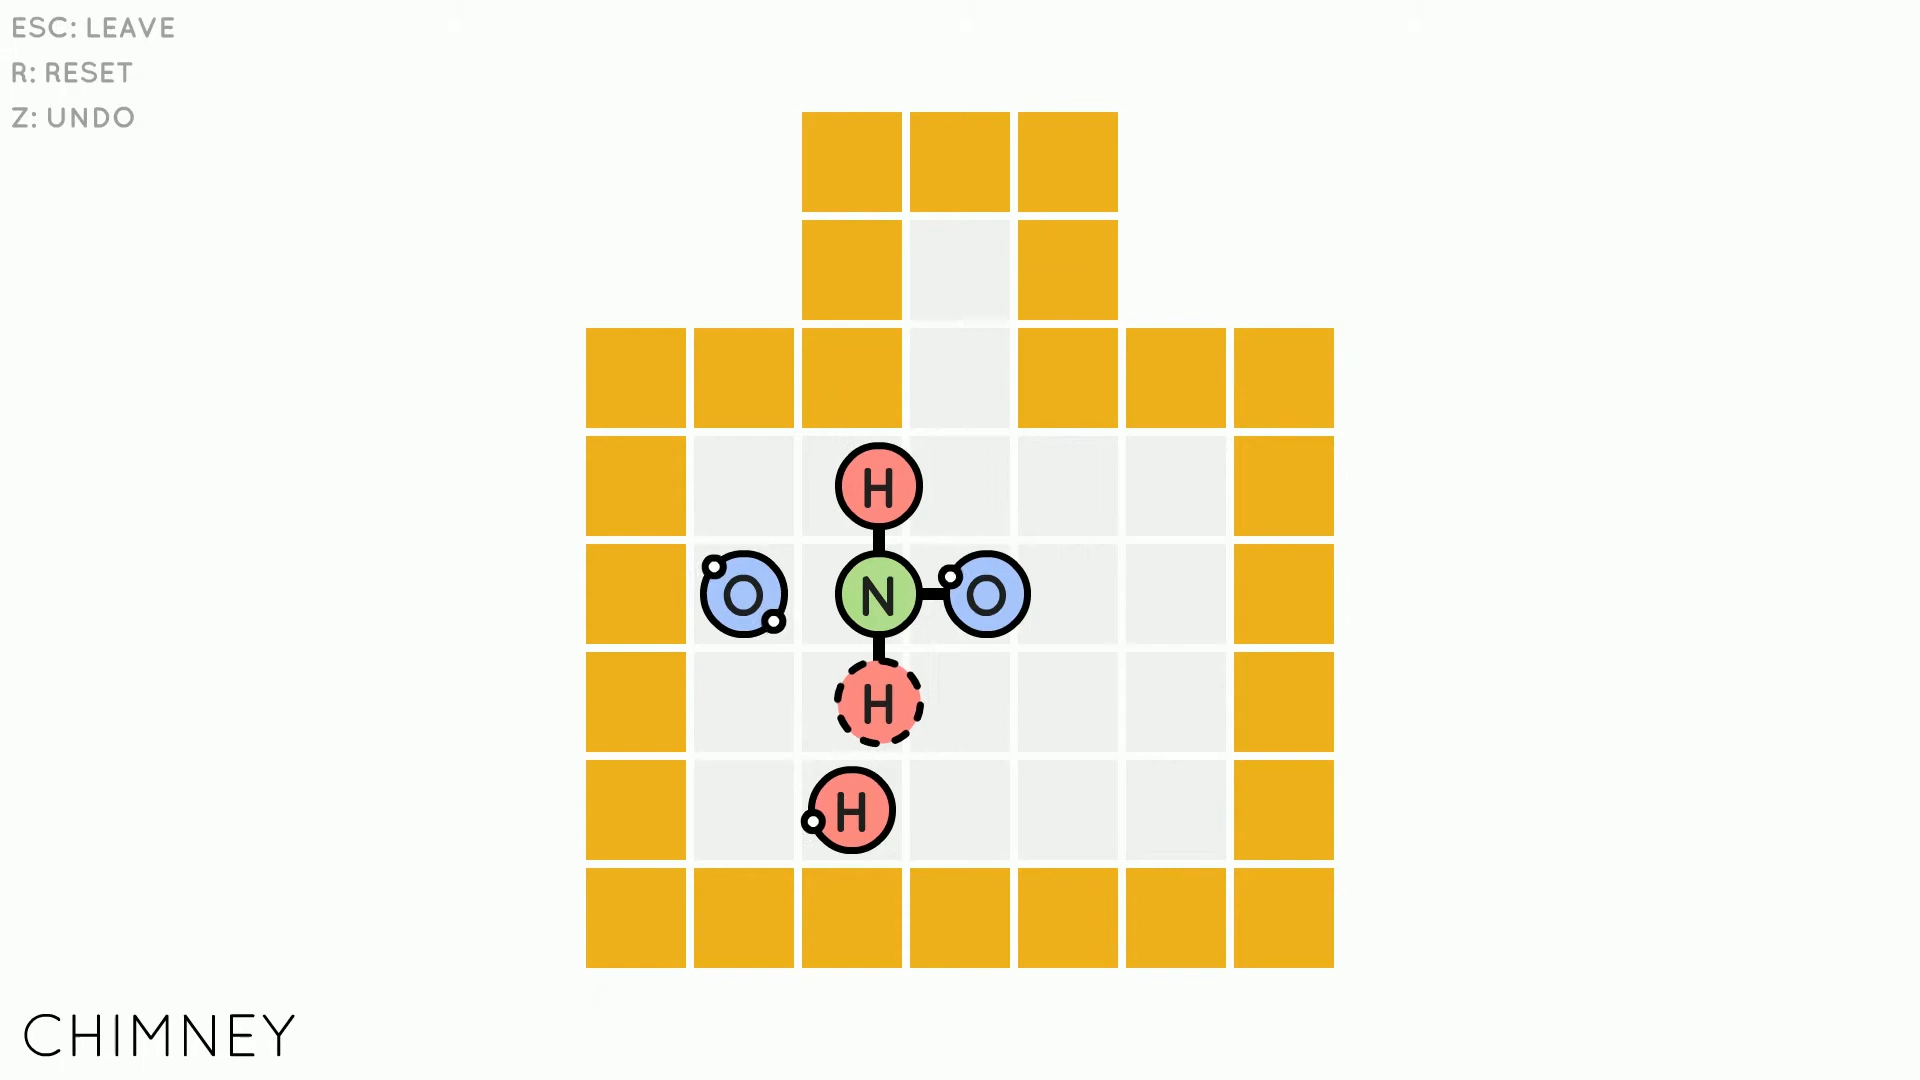 ESC: LEAVE
R: RESET
Z: UNDO
H
O N O
H
H
CHIMNEY